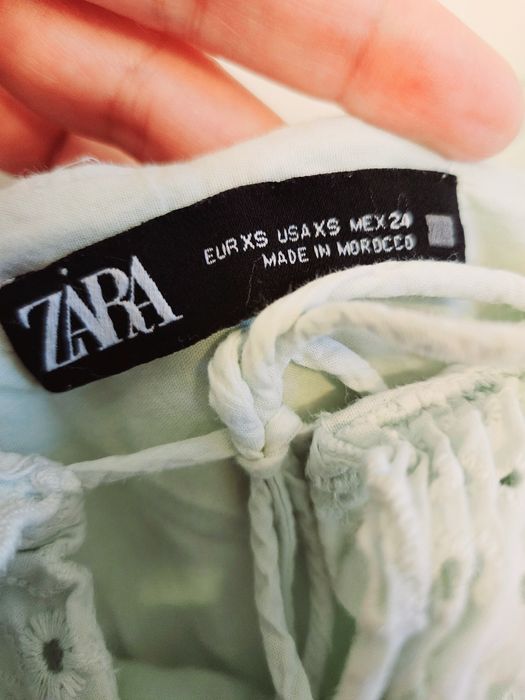 ZARA
EUR XS USA XS MEX 24
MADE IN MOROCCO